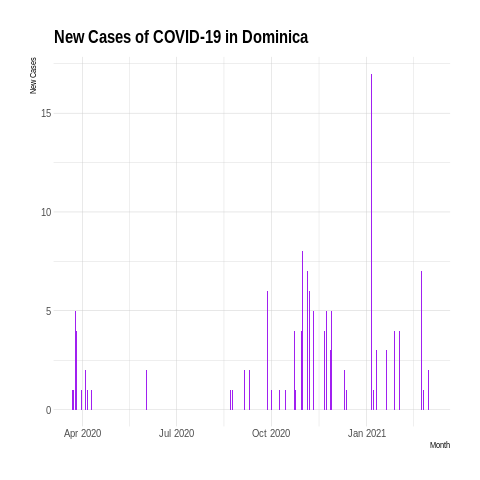 New Cases of COVID-19 in Dominica
New Cases
15
10
5
0
Apr 2020
Jul 2020
Oct 2020
Jan 2021
Month